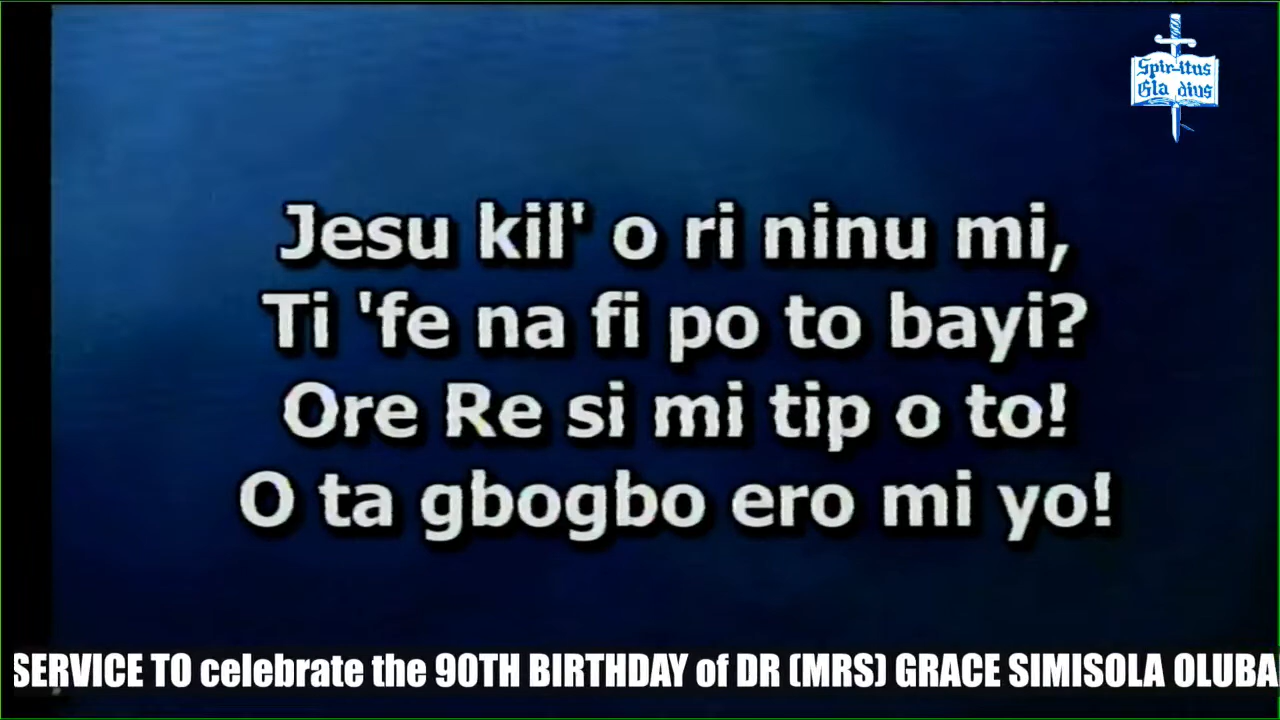 Spiritus
Gladius
Jesu kil' o ri ninu mi,
Ti 'fe na fi po to bayi?
Ore Re si mi tip o to!
O ta gbogbo ero mi yo!
SERVICE TO celebrate the 90TH BIRTHDAY of DR (MRS) GRACE SIMISOLA OLUBA